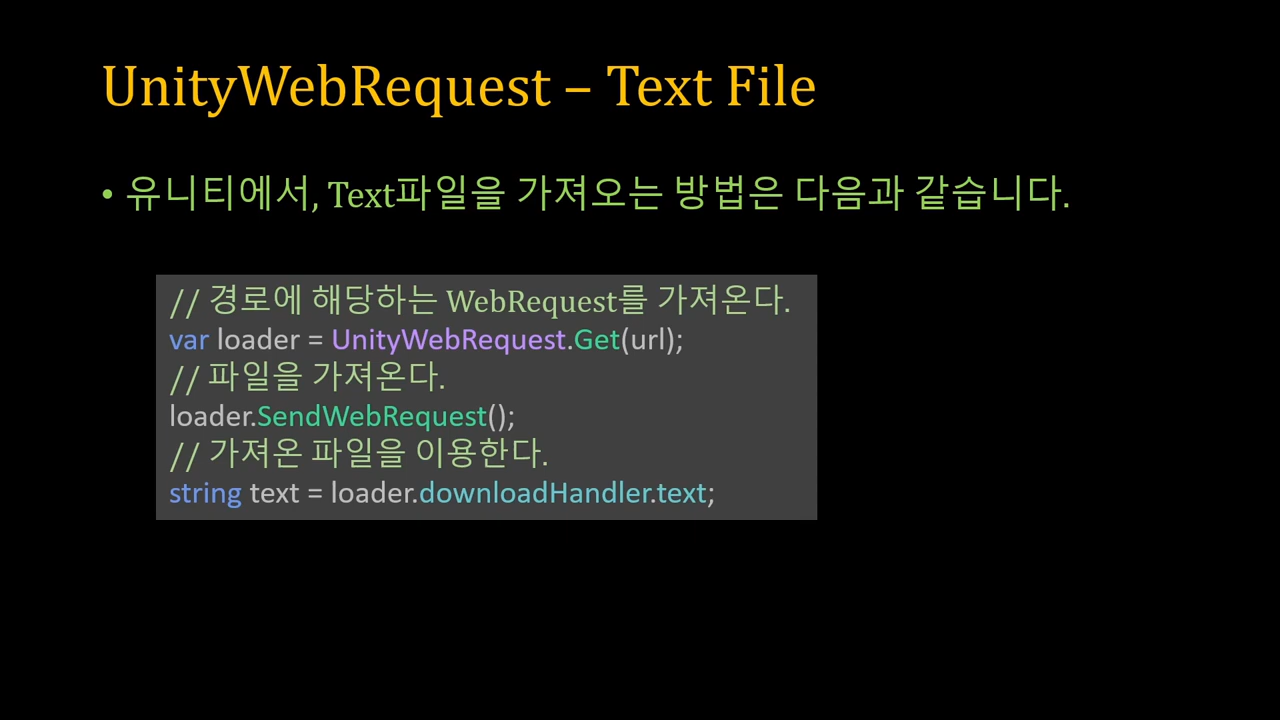 UnityWebRequest – Text File
• 유니티에서, Text파일을 가져오는 방법은 다음과 같습니다.
// 경로에 해당하는 WebRequest를 가져온다.
var loader = UnityWebRequest.Get(url);
// 파일을 가져온다.
loader.SendWebRequest();
// 가져온 파일을 이용한다.
string text = loader.downloadHandler.text;